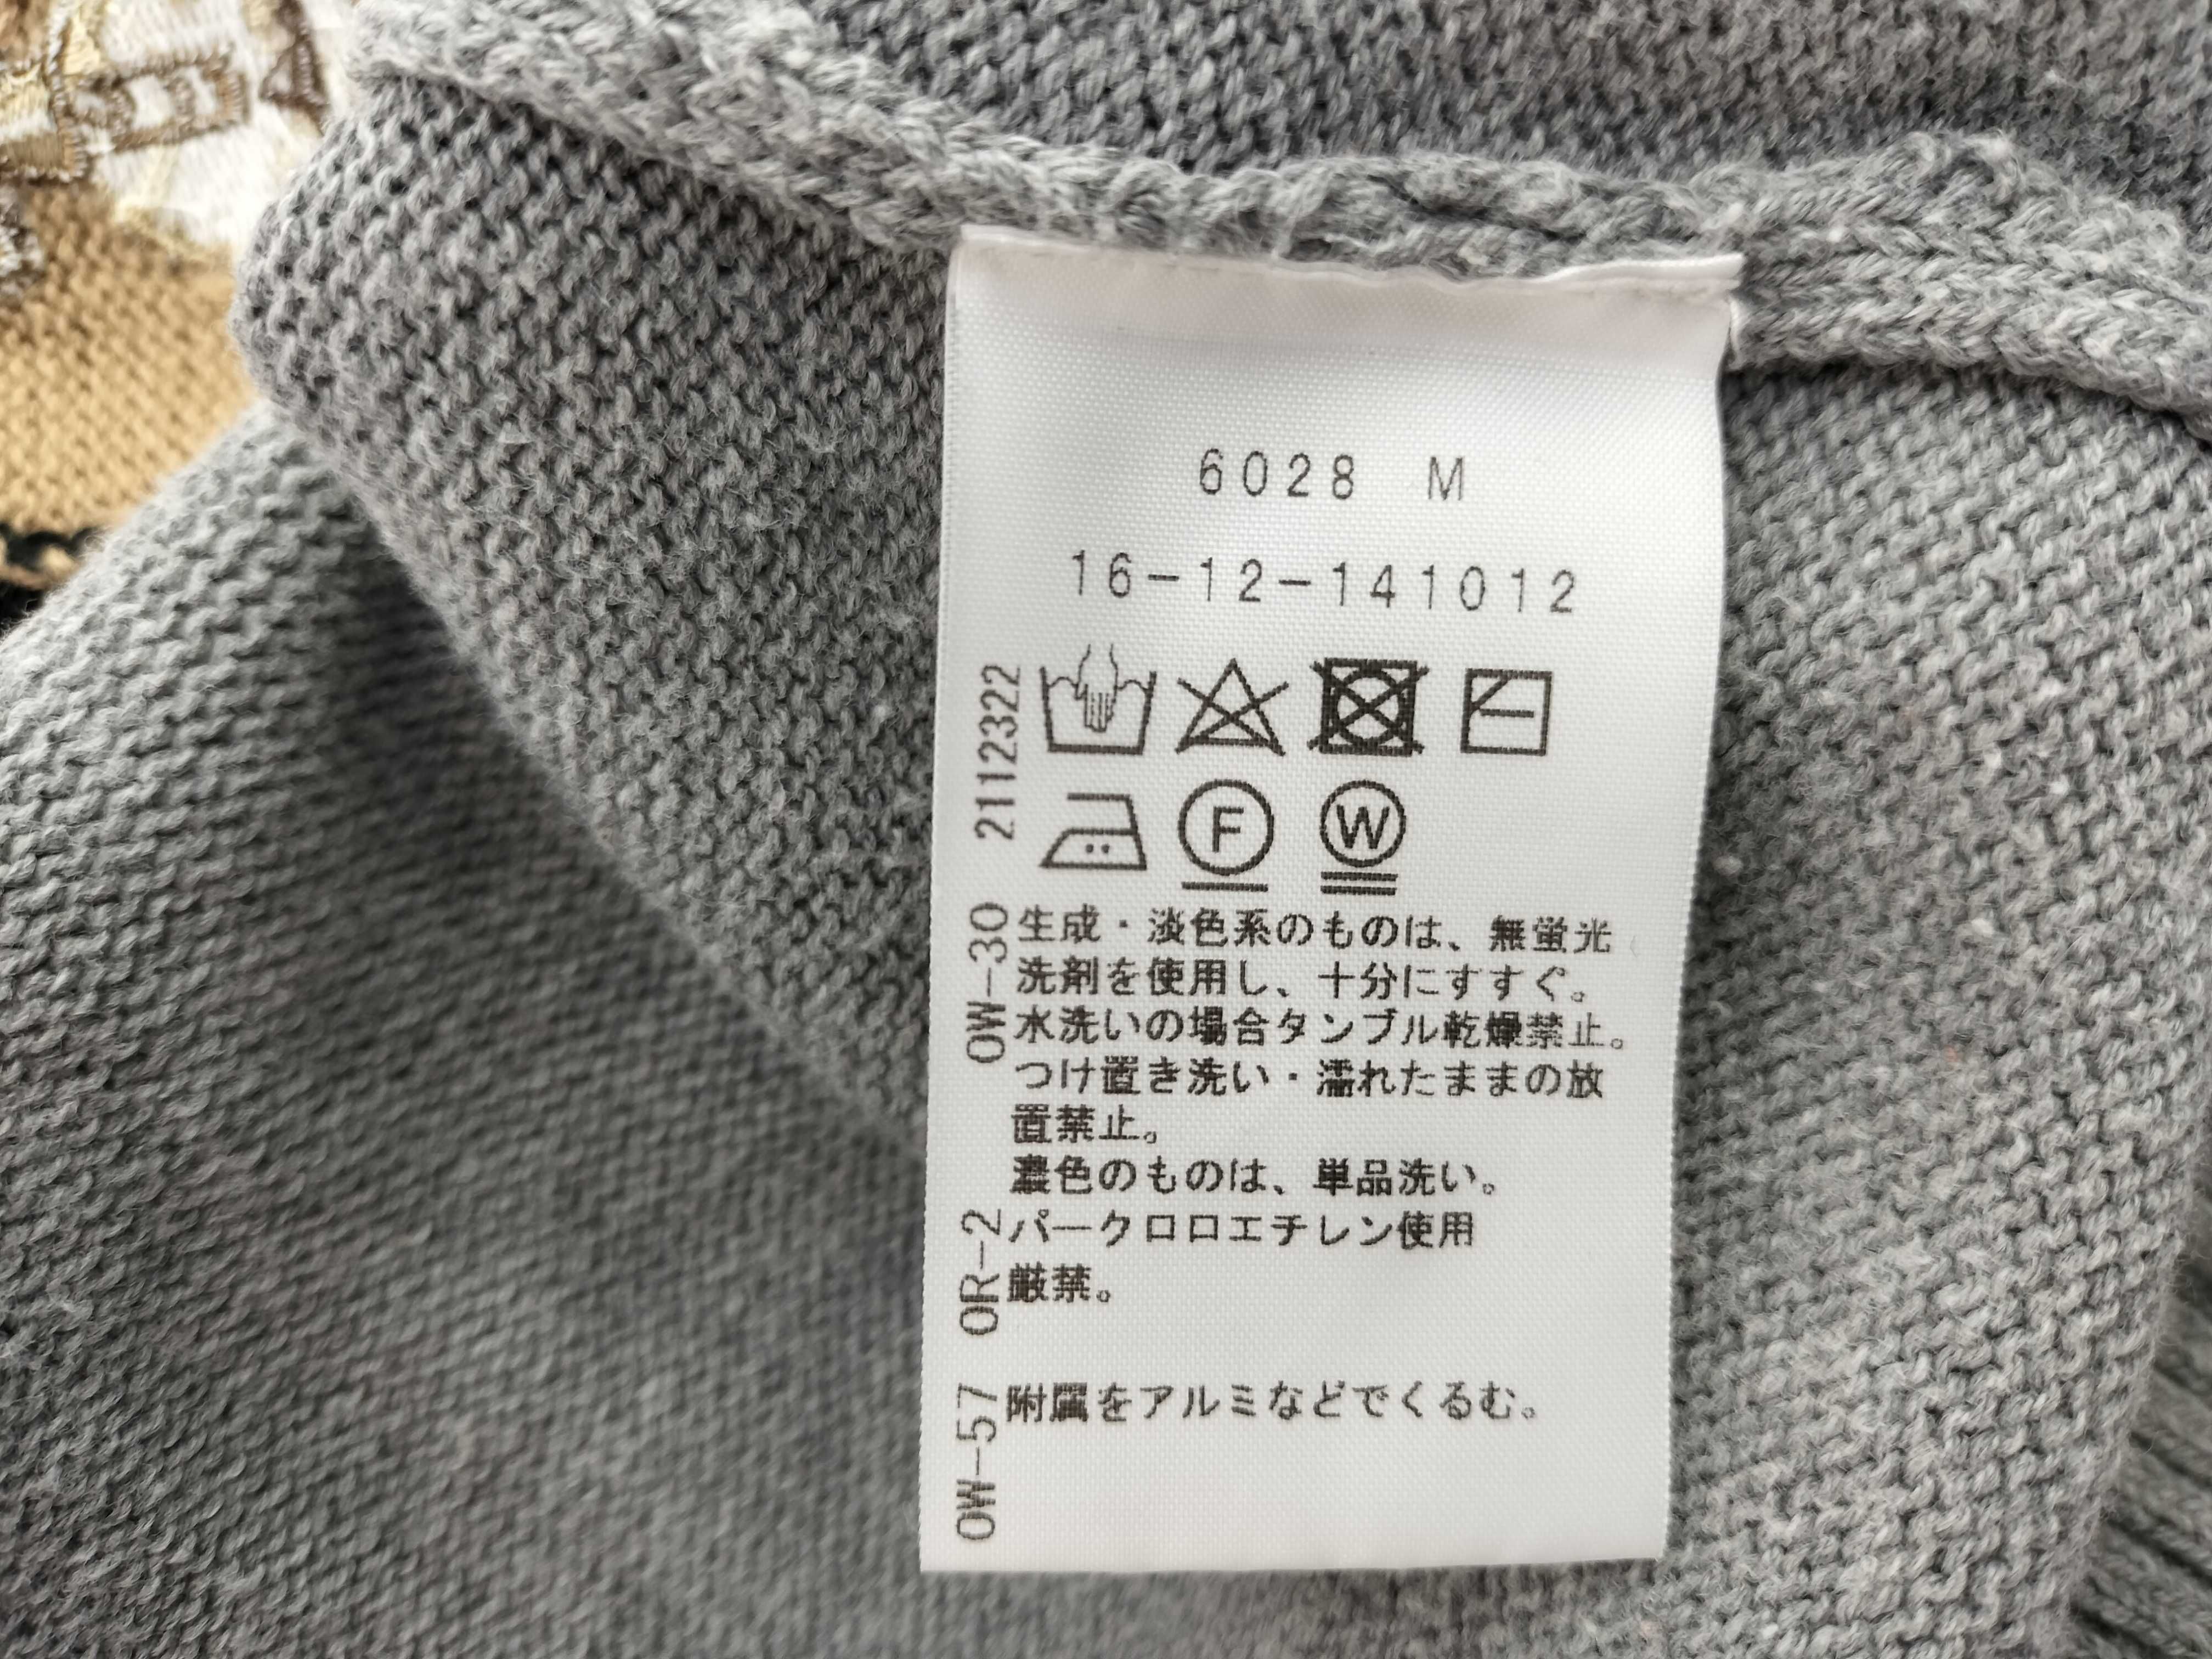 6028 M
16-12-141012
2112322
F
W
OW-30
生成・淡色系のものは、無蛍光
洗剤を使用し、十分にすすぐ。
水洗いの場合タンブル乾燥禁止。
つけ置き洗い・濡れたままの放
置禁止。
濃色のものは、単品洗い。
OR-2
パークロロエチレン使用
厳禁。
OW-57
附属をアルミなどでくるむ。